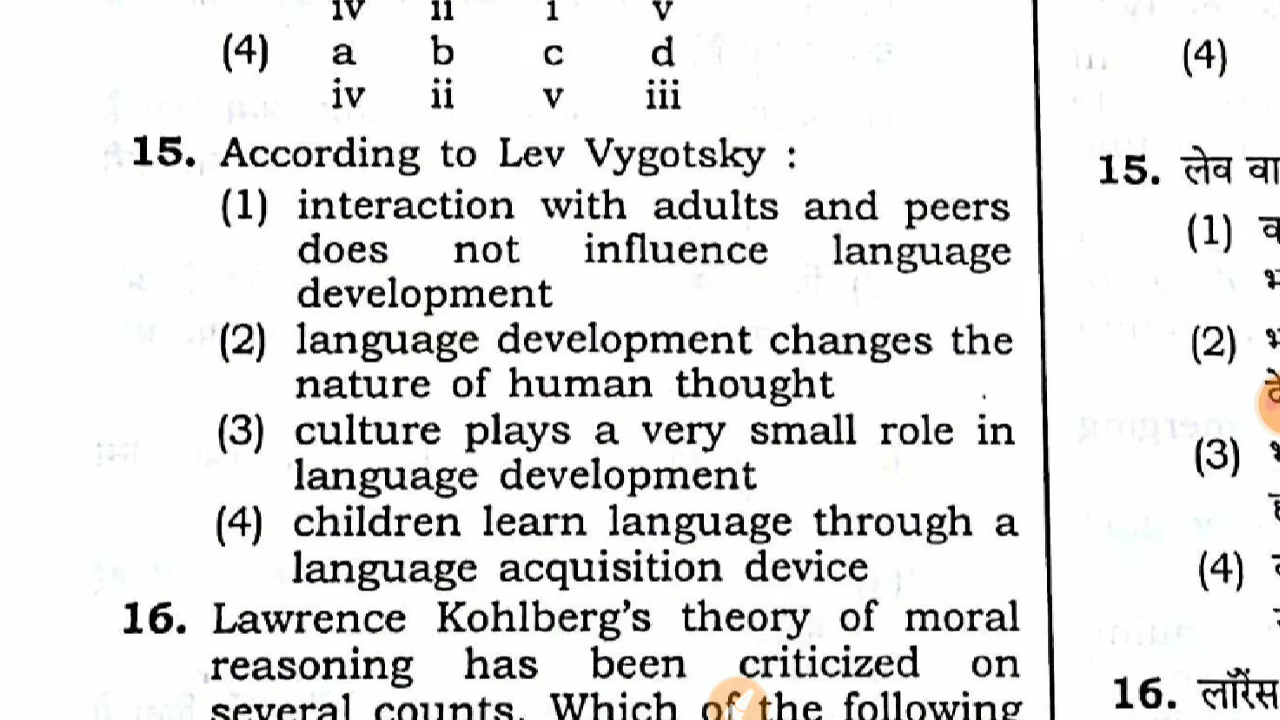 iv ii i v
(4) a b c d
iv ii v iii
15. According to Lev Vygotsky :
(1) interaction with adults and peers
does not influence language
development
(2) language development changes the
nature of human thought
(3) culture plays a very small role in
language development
(4) children learn language through a
language acquisition device
16. Lawrence Kohlberg's theory of moral
reasoning has been criticized on
several counts. Which of the following
(4)
15. लेव
(1)
(2)
(3)
(4)
16. लॉरेंस